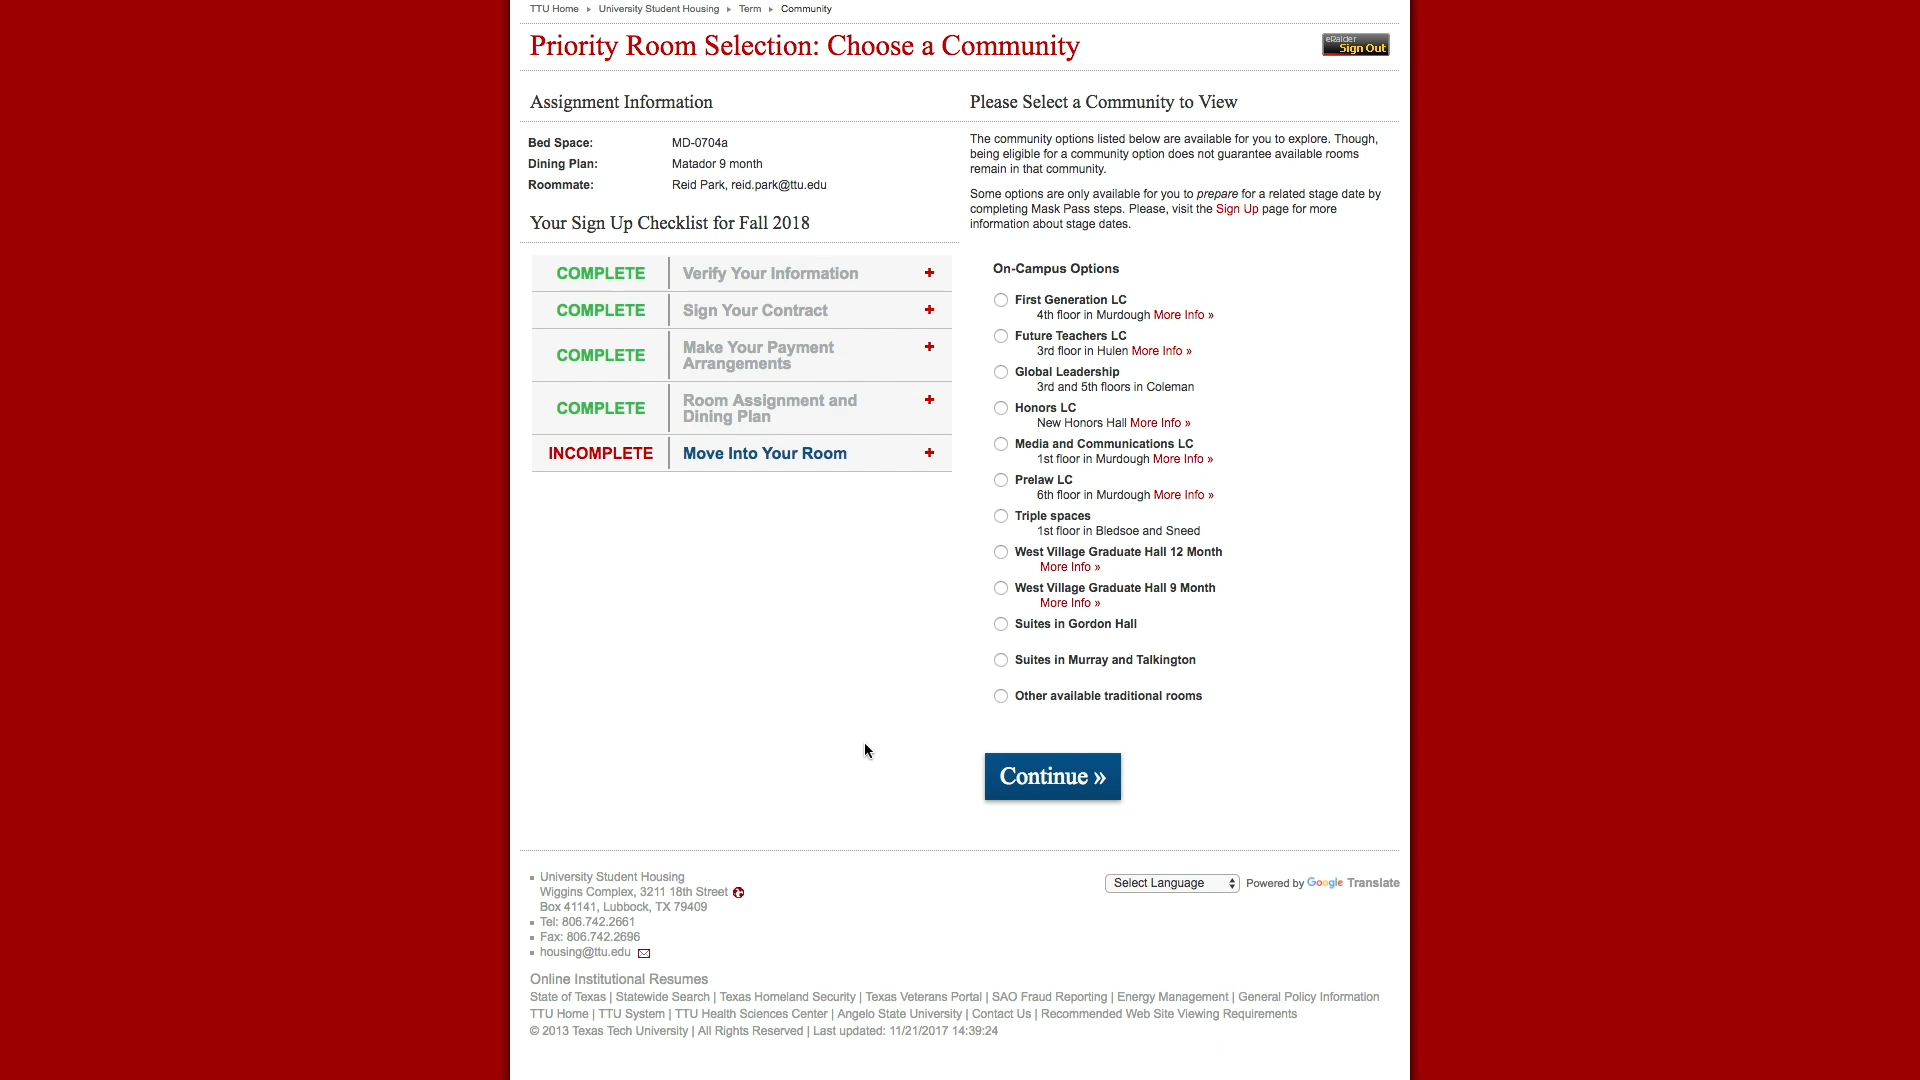 TTU Home ▸ University Student Housing ▸ Term ▸ Community
Priority Room Selection: Choose a Community
eRaider
Sign Out
Assignment Information
Bed Space: MD-0704a
Dining Plan: Matador 9 month
Roommate: Reid Park, reid.park@ttu.edu
Your Sign Up Checklist for Fall 2018
COMPLETE Verify Your Information
COMPLETE Sign Your Contract
COMPLETE Make Your Payment
Arrangements
COMPLETE Room Assignment and
Dining Plan
INCOMPLETE Move Into Your Room
Please Select a Community to View
The community options listed below are available for you to explore. Though,
being eligible for a community option does not guarantee available rooms
remain in that community.
Some options are only available for you to prepare for a related stage date by
completing Mask Pass steps. Please, visit the Sign Up page for more
information about stage dates.
On-Campus Options
First Generation LC
4th floor in Murdough More Info »
Future Teachers LC
3rd floor in Hulen More Info »
Global Leadership
3rd and 5th floors in Coleman
Honors LC
New Honors Hall More Info »
Media and Communications LC
1st floor in Murdough More Info »
Prelaw LC
6th floor in Murdough More Info »
Triple spaces
1st floor in Bledsoe and Sneed
West Village Graduate Hall 12 Month
More Info »
West Village Graduate Hall 9 Month
More Info »
Suites in Gordon Hall
Suites in Murray and Talkington
Other available traditional rooms
Continue »
University Student Housing
Wiggins Complex, 3211 18th Street
Box 41141, Lubbock, TX 79409
Tel: 806.742.2661
Fax: 806.742.2696
housing@ttu.edu
Select Language Powered by Google Translate
Online Institutional Resumes
State of Texas | Statewide Search | Texas Homeland Security | Texas Veterans Portal | SAO Fraud Reporting | Energy Management | General Policy Information
TTU Home | TTU System | TTU Health Sciences Center | Angelo State University | Contact Us | Recommended Web Site Viewing Requirements
© 2013 Texas Tech University | All Rights Reserved | Last updated: 11/21/2017 14:39:24